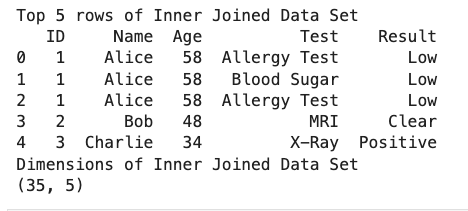 Top 5 rows of Inner Joined Data Set
   ID     Name  Age          Test    Result
0   1    Alice   58  Allergy Test       Low
1   1    Alice   58   Blood Sugar       Low
2   1    Alice   58  Allergy Test       Low
3   2      Bob   48           MRI     Clear
4   3  Charlie   34         X-Ray  Positive
Dimensions of Inner Joined Data Set
(35, 5)